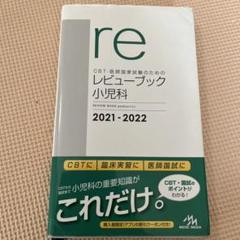 re
CBT・医師国家試験のための
レビューブック
小児科
REVIEW BOOK pediatrics
2021-2022
CBTに 臨床実習に 医師国試に
小児科の重要知識が
これだけ。
CBT・国試の
ポイントが
わかる!
MEDIC MEDIA